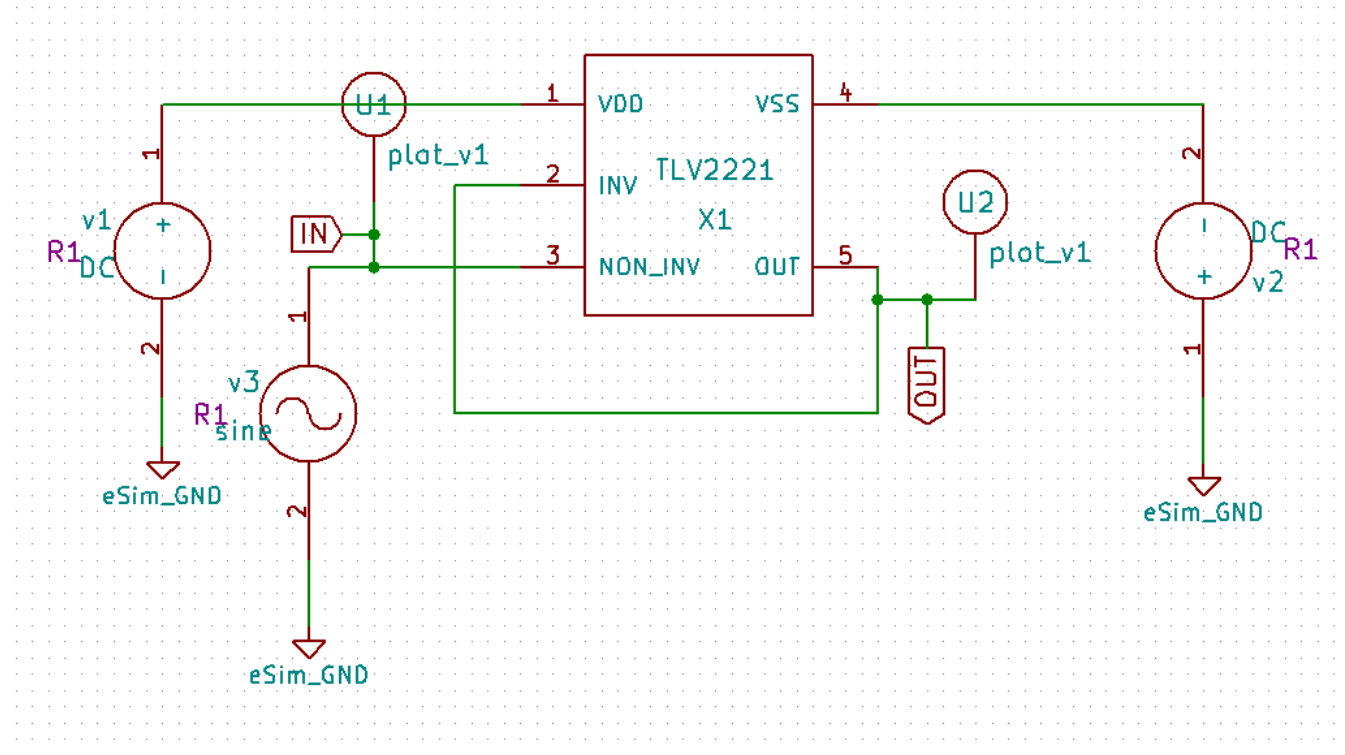 U1
plot_v1
1
VDD
VSS
4
1
2
INV
TLV2221
X1
2
U2
plot_v1
v1
+
R1
DC
–
IN
3
NON_INV
OUT
5
–
DC
R1
+
v2
1
2
1
v3
R1
sine
OUT
eSim_GND
2
eSim_GND
eSim_GND